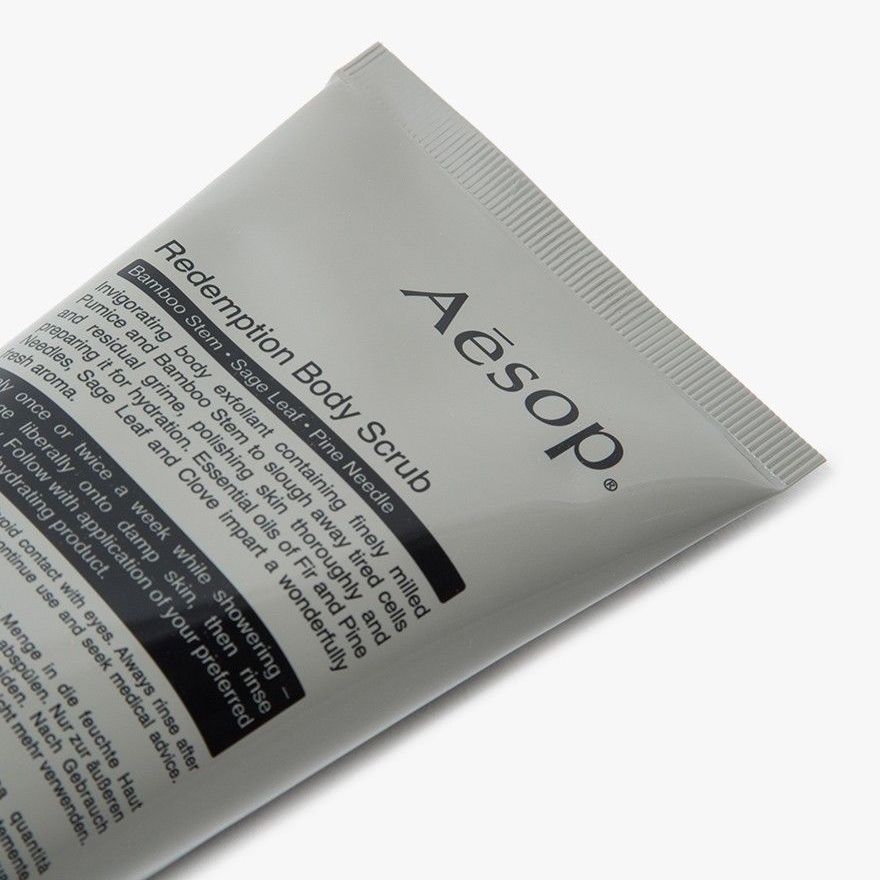 Aēsop®
Redemption Body Scrub
Bamboo Stem • Sage Leaf • Pine Needle
Invigorating body exfoliant containing finely milled
Pumice and Bamboo Stem to slough away tired cells
and residual grime, polishing skin thoroughly and
preparing it for hydration. Essential oils of Fir and Pine
Needles, Sage Leaf and Clove impart a wonderfully
fresh aroma.
once or twice a week while showering –
liberally onto damp skin, then rinse
Follow with application of your preferred
hydrating product.
contact with eyes. Always rinse after
use and seek medical advice.
Menge in die feuchte Haut
abspülen. Nur zur äußeren
Nach Gebrauch
nicht mehr verwenden.
quantità